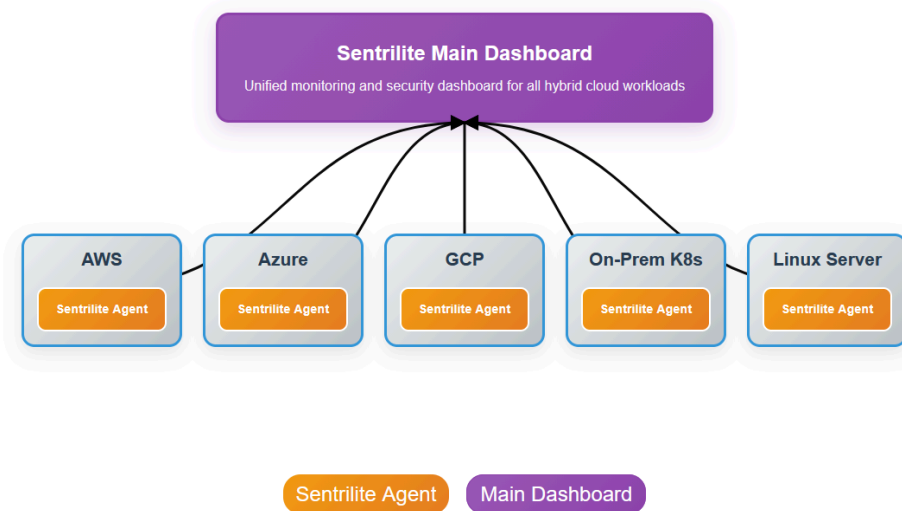 Sentrilite Main Dashboard
Unified monitoring and security dashboard for all hybrid cloud workloads
AWS
Azure
GCP
On-Prem K8s
Linux Server
Sentrilite Agent
Sentrilite Agent
Sentrilite Agent
Sentrilite Agent
Sentrilite Agent
Sentrilite Agent
Main Dashboard